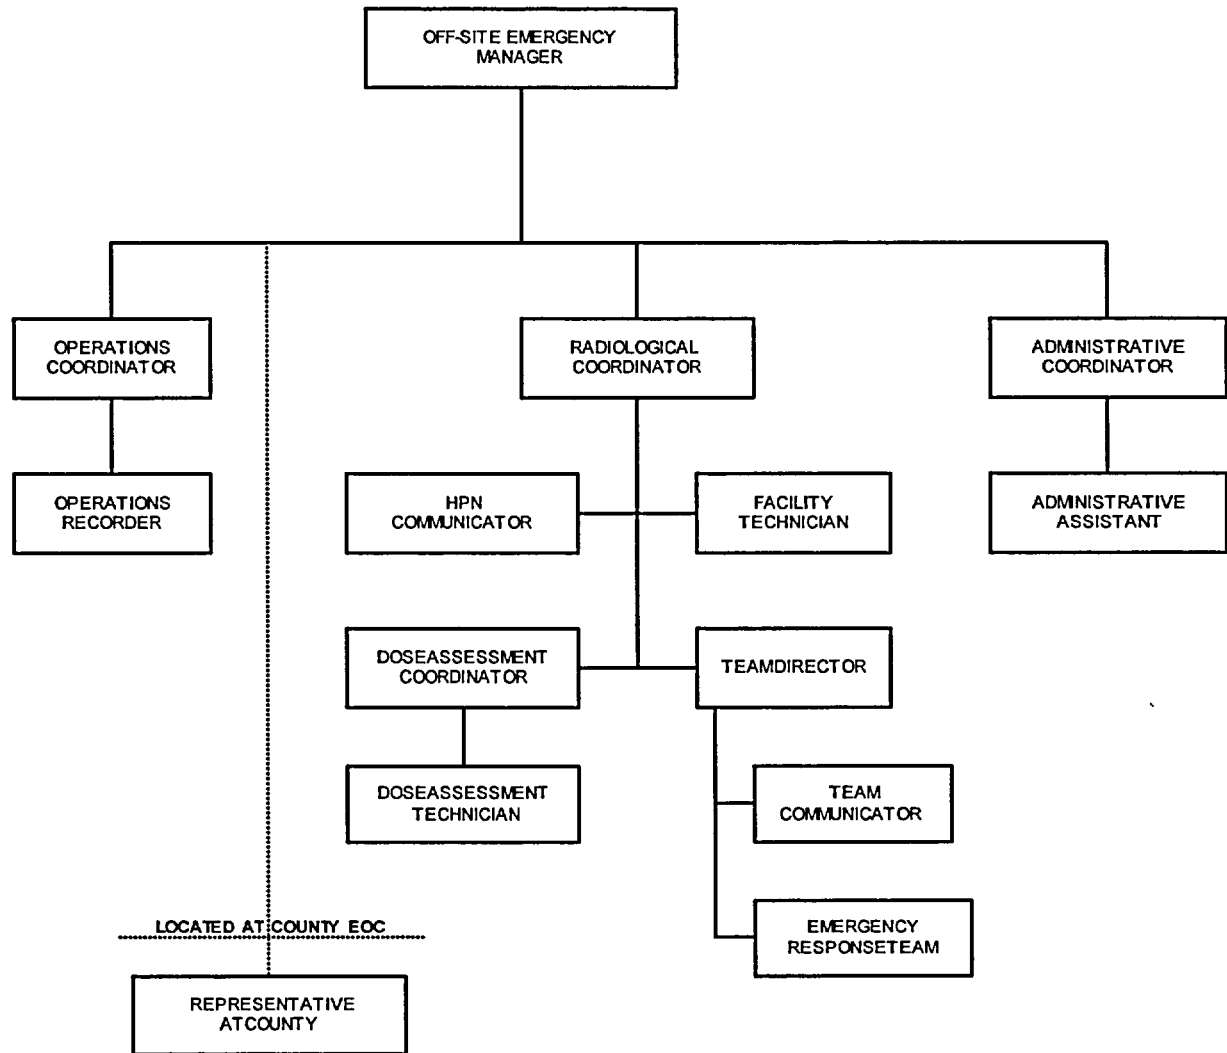 OFF-SITE EMERGENCY
MANAGER
OPERATIONS
COORDINATOR
RADIOLOGICAL
COORDINATOR
ADMINISTRATIVE
COORDINATOR
OPERATIONS
RECORDER
HPN
COMMUNICATOR
FACILITY
TECHNICIAN
ADMINISTRATIVE
ASSISTANT
DOSEASSESSMENT
COORDINATOR
TEAMDIRECTOR
DOSEASSESSMENT
TECHNICIAN
TEAM
COMMUNICATOR
LOCATED AT COUNTY EOC
EMERGENCY
RESPONSETEAM
REPRESENTATIVE
ATCOUNTY